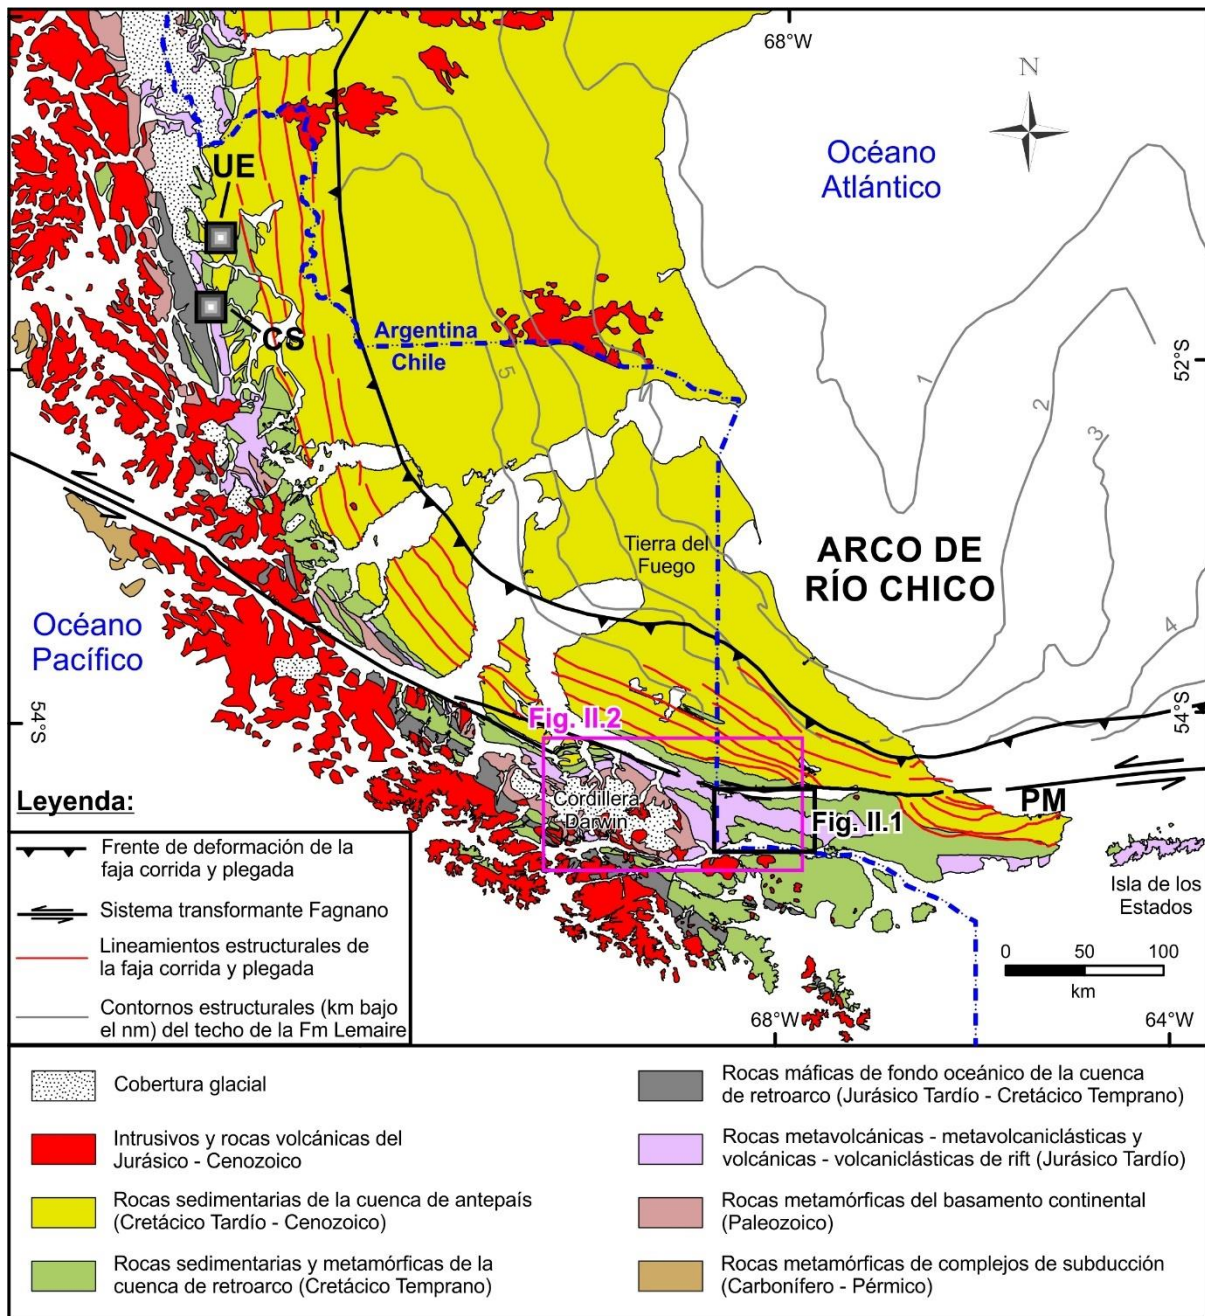 68°W
N
Océano
Atlántico
UE
CS
Argentina
Chile
5
1
2
3
4
52°S
Tierra del
Fuego
ARCO DE
RÍO CHICO
Océano
Pacífico
54°S
54°S
Fig. II.2
Cordillera
Darwin
Fig. II.1
PM
Isla de los
Estados
0 50 100
km
68°W
64°W
Leyenda:
Frente de deformación de la
faja corrida y plegada
Sistema transformante Fagnano
Lineamientos estructurales de
la faja corrida y plegada
Contornos estructurales (km bajo
el nm) del techo de la Fm Lemaire
Cobertura glacial
Intrusivos y rocas volcánicas del
Jurásico - Cenozoico
Rocas sedimentarias de la cuenca de antepaís
(Cretácico Tardío - Cenozoico)
Rocas sedimentarias y metamórficas de la
cuenca de retroarco (Cretácico Temprano)
Rocas máficas de fondo oceánico de la cuenca
de retroarco (Jurásico Tardío - Cretácico Temprano)
Rocas metavolcánicas - metavolcaniclásticas y
volcánicas - volcaniclásticas de rift (Jurásico Tardío)
Rocas metamórficas del basamento continental
(Paleozoico)
Rocas metamórficas de complejos de subducción
(Carbonífero - Pérmico)